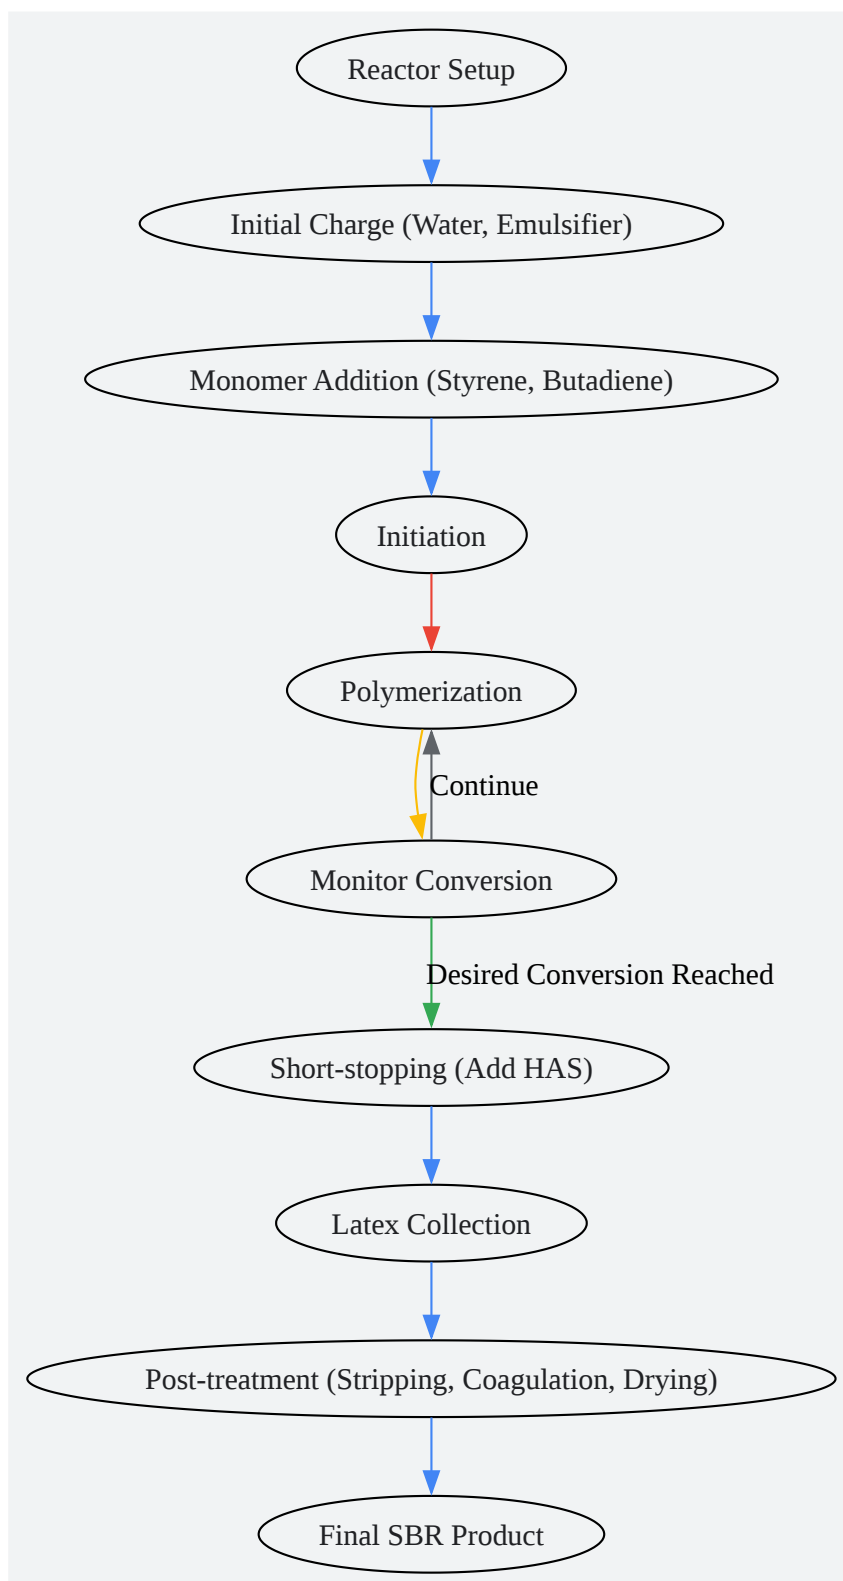 Reactor Setup
Initial Charge (Water, Emulsifier)
Monomer Addition (Styrene, Butadiene)
Initiation
Polymerization
Continue
Monitor Conversion
Desired Conversion Reached
Short-stopping (Add HAS)
Latex Collection
Post-treatment (Stripping, Coagulation, Drying)
Final SBR Product